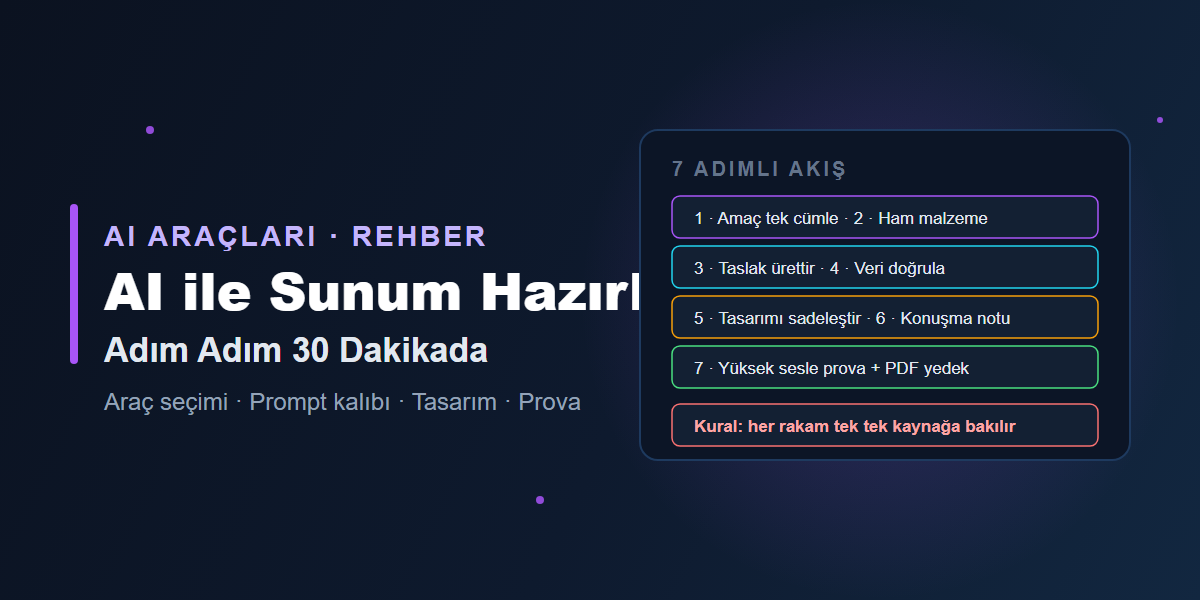 AI ARAÇLARI · REHBER
AI ile Sunum Hazırl
Adım Adım 30 Dakikada
Araç seçimi · Prompt kalıbı · Tasarım · Prova
7 ADIMLI AKIŞ
1 · Amaç tek cümle · 2 · Ham malzeme
3 · Taslak ürettir · 4 · Veri doğrula
5 · Tasarımı sadeleştir · 6 · Konuşma notu
7 · Yüksek sesle prova + PDF yedek
Kural: her rakam tek tek kaynağa bakılır